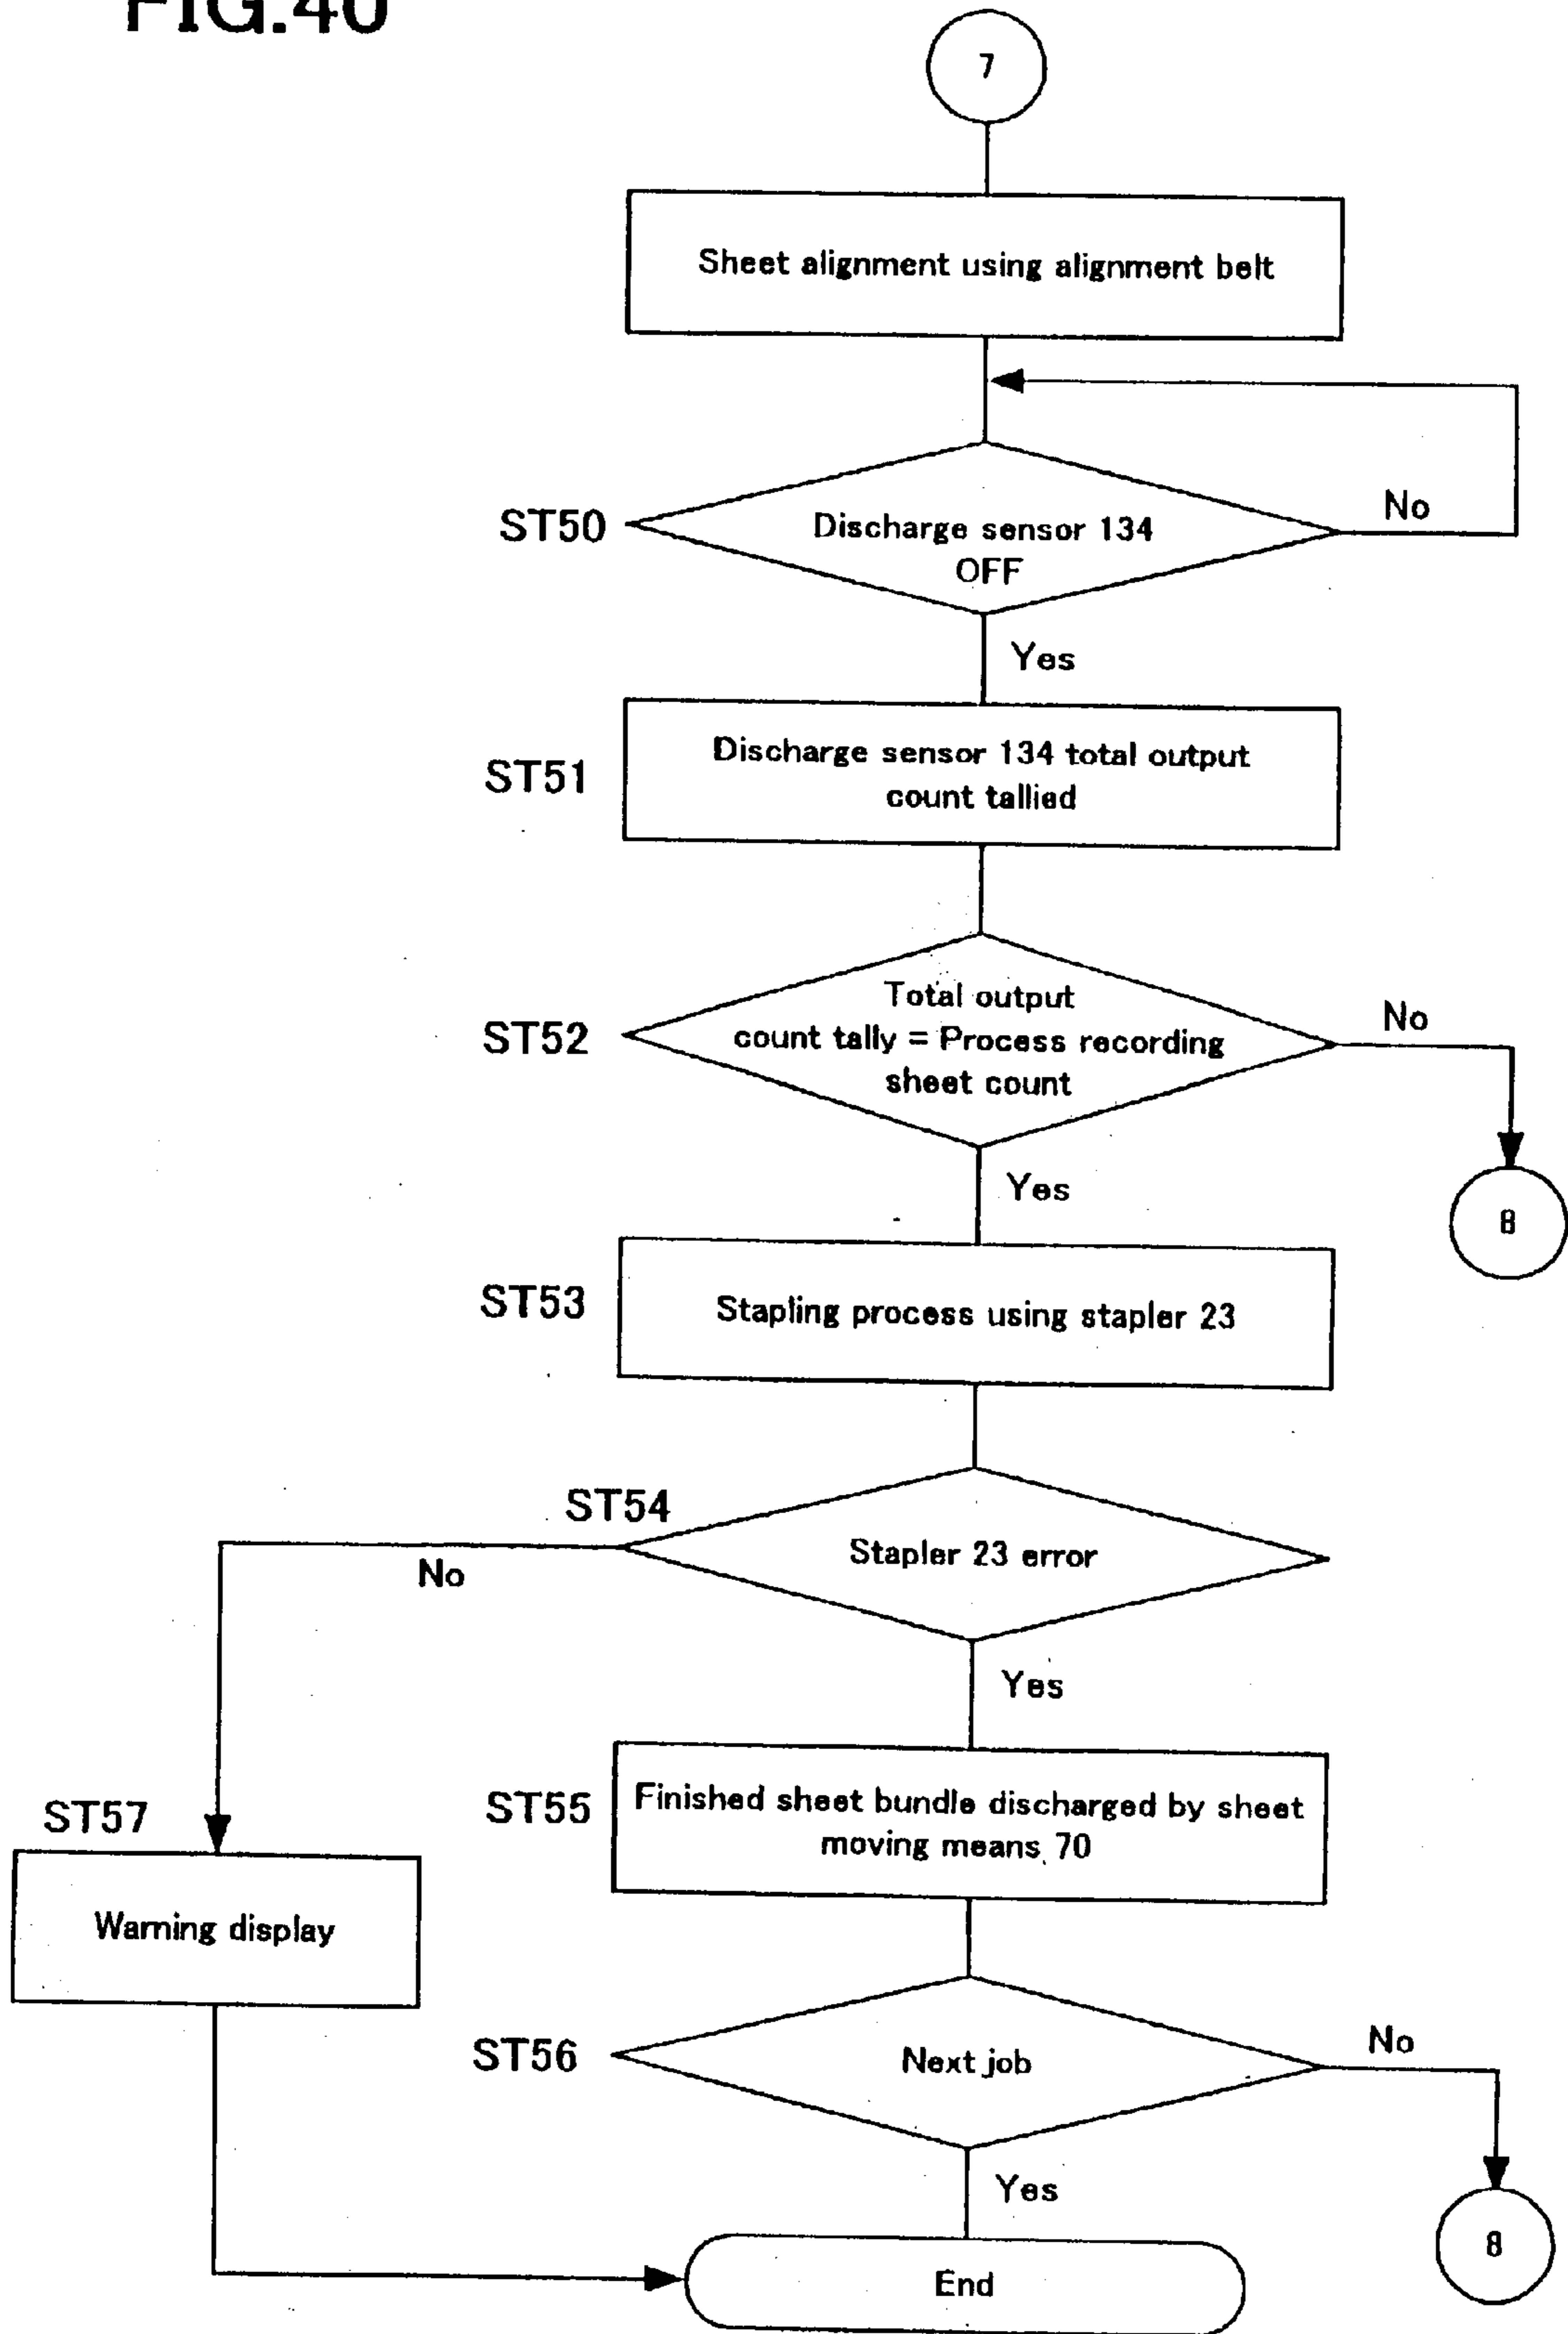 FIG.40
7
Sheet alignment using alignment belt
ST50
Discharge sensor 134
OFF
No
Yes
ST51
Discharge sensor 134 total output
count tallied
ST52
Total output
count tally = Process recording
sheet count
No
8
Yes
ST53
Stapling process using stapler 23
ST54
Stapler 23 error
No
Yes
ST55
Finished sheet bundle discharged by sheet
moving means 70
ST57
Warning display
ST56
Next job
No
8
Yes
End